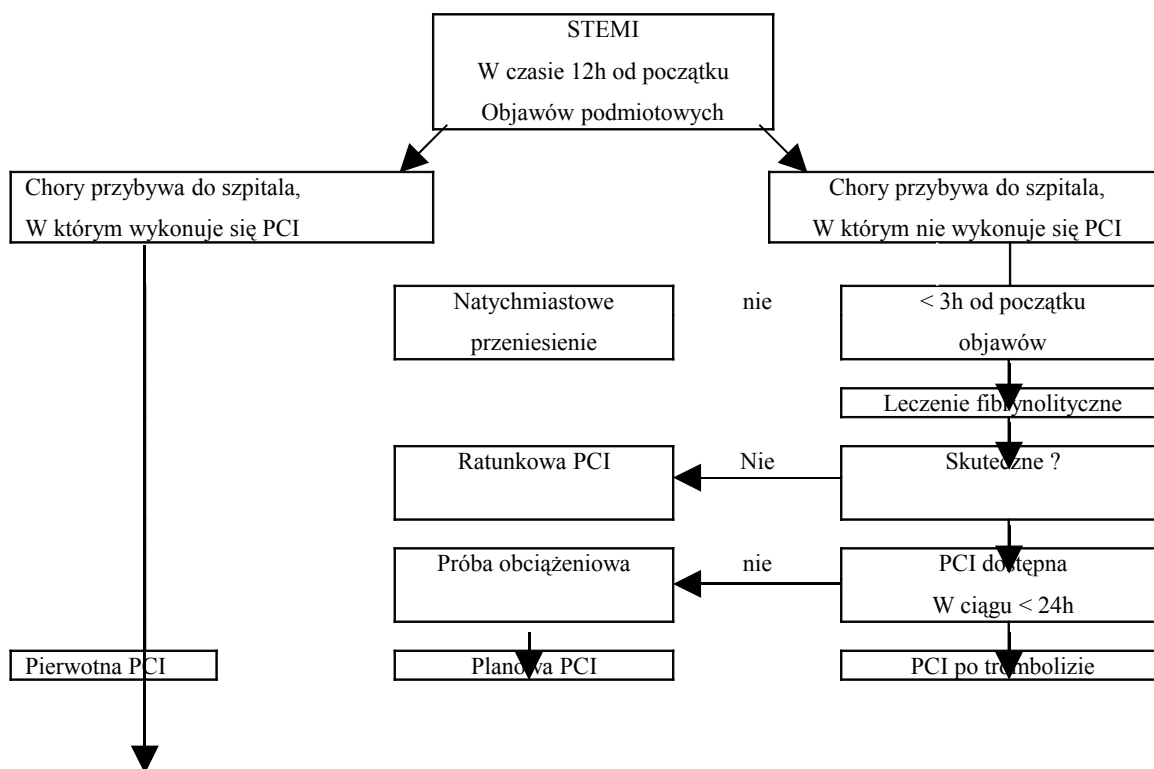 STEMI
W czasie 12h od początku
Objawów podmiotowych
Chory przybywa do szpitala,
W którym wykonuje się PCI
Chory przybywa do szpitala,
W którym nie wykonuje się PCI
Natychmiastowe
przeniesienie
nie
< 3h od początku
objawów
Leczenie fibrynolityczne
Ratunkowa PCI
Nie
Skuteczne ?
Próba obciążeniowa
nie
PCI dostępna
W ciągu < 24h
Pierwotna PCI
Planowa PCI
PCI po trombolizie